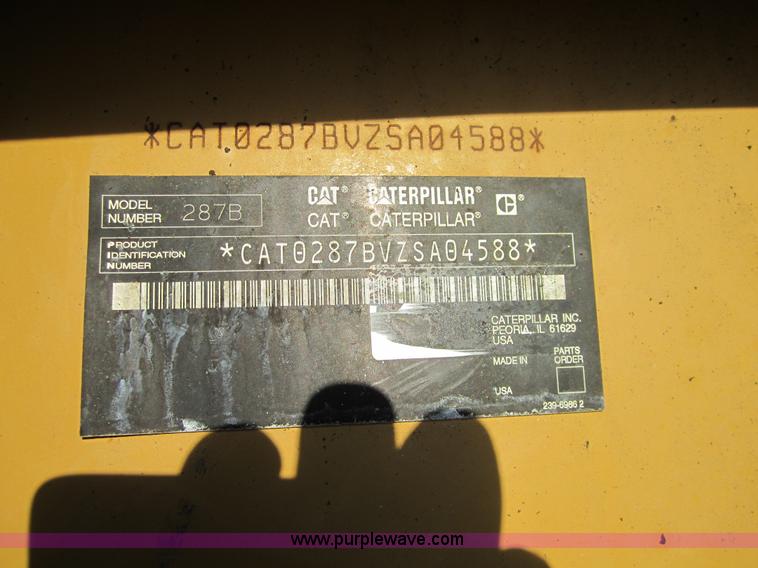 *CAT0287BVZSA04588*
MODEL NUMBER 287B
CAT® CATERPILLAR®
CAT® CATERPILLAR®
PRODUCT IDENTIFICATION NUMBER *CAT0287BVZSA04588*
CATERPILLAR INC.
PEORIA, IL 61629
USA
MADE IN
USA
PARTS
ORDER
239-6986 2
www.purplewave.com